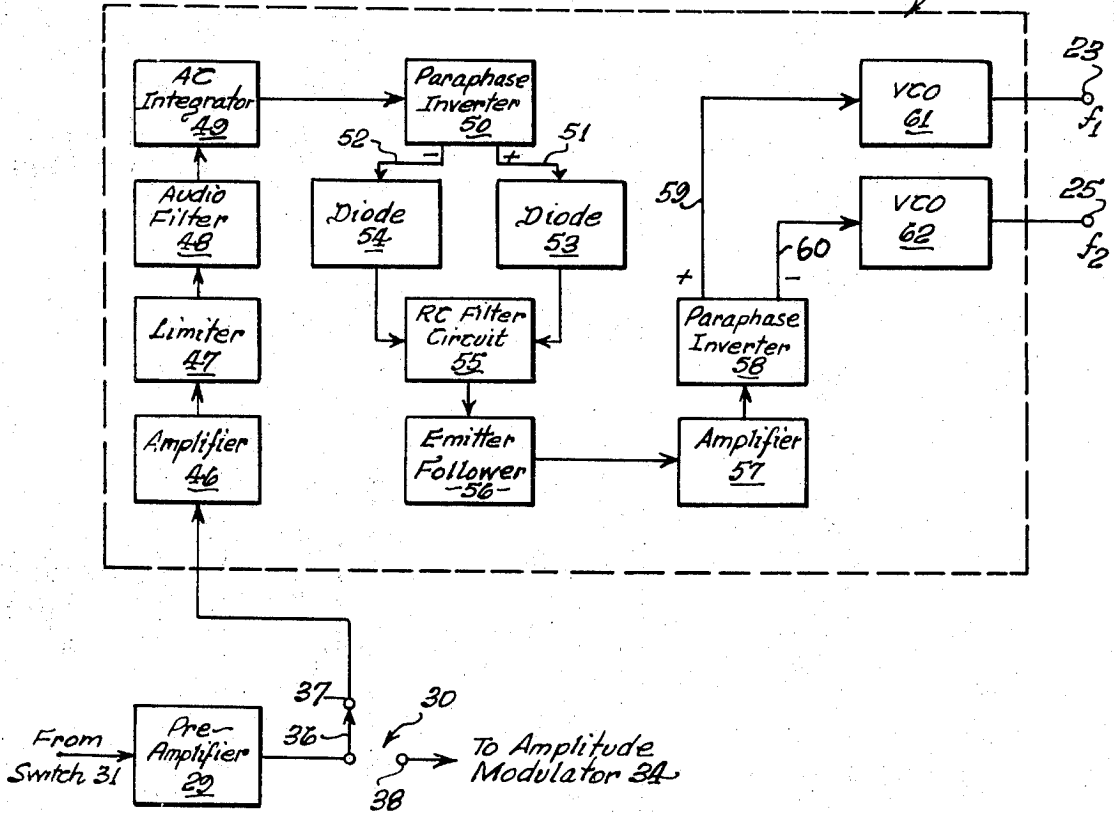 AC
Integrator
49
Paraphase
Inverter
50
VCO
61
23
f1
52
-
+
51
Audio
Filter
48
Diode
54
Diode
53
59
VCO
62
25
f2
60
+
-
Limiter
47
RC Filter
Circuit
55
Paraphase
Inverter
58
Amplifier
46
Emitter
Follower
-56-
Amplifier
57
37
30
36
From
Switch 31
Pre-
Amplifier
29
38
To Amplitude
Modulator 34